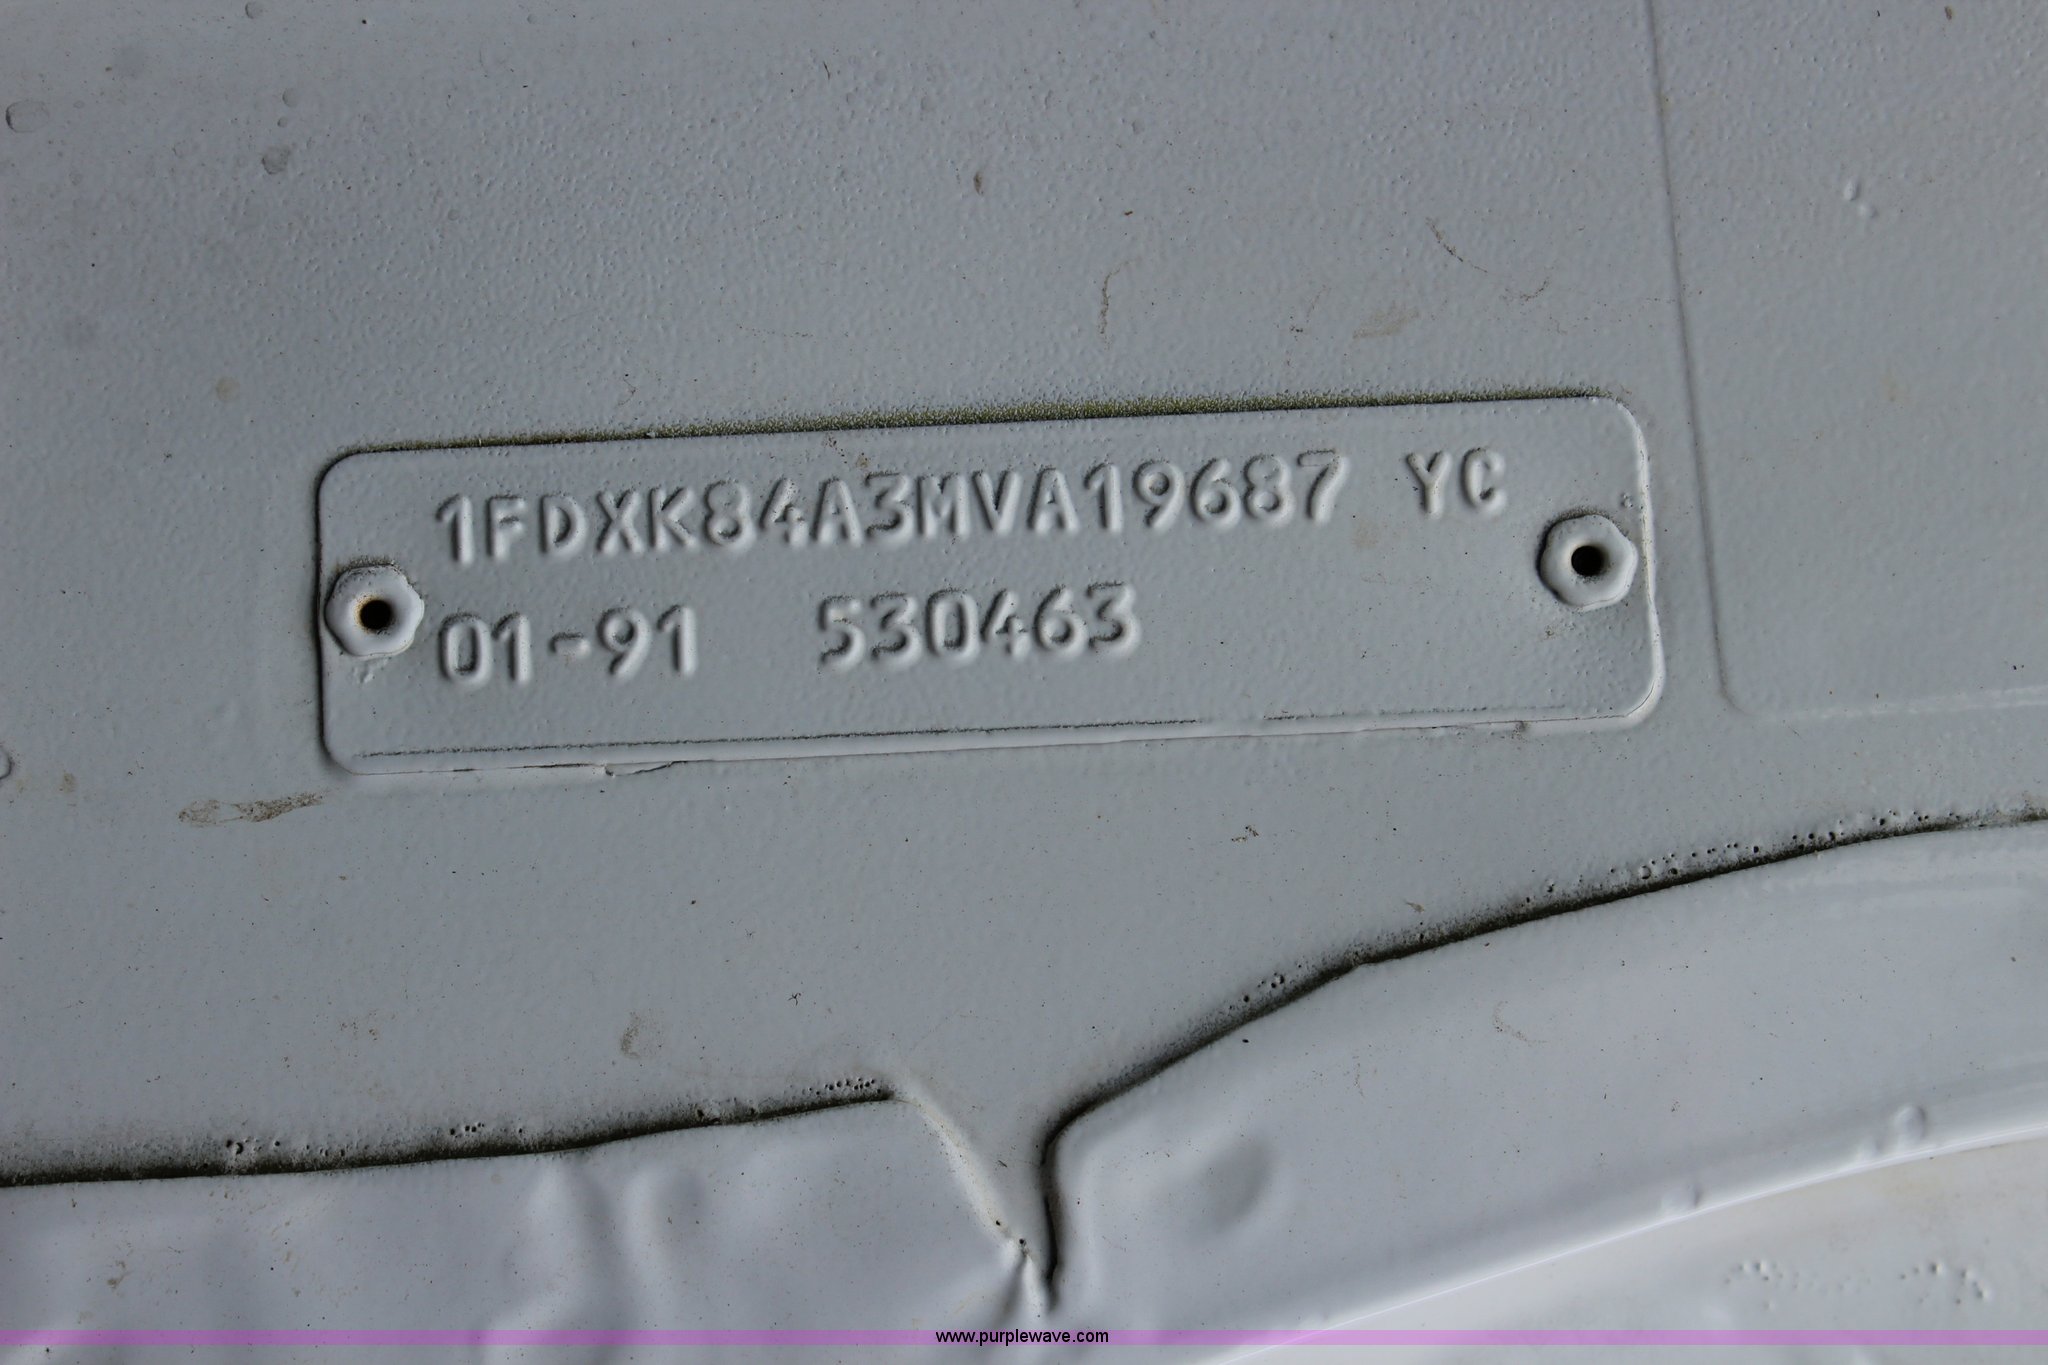 1FDXK84A3MVA19687 YC
01-91 530463
www.purplewave.com